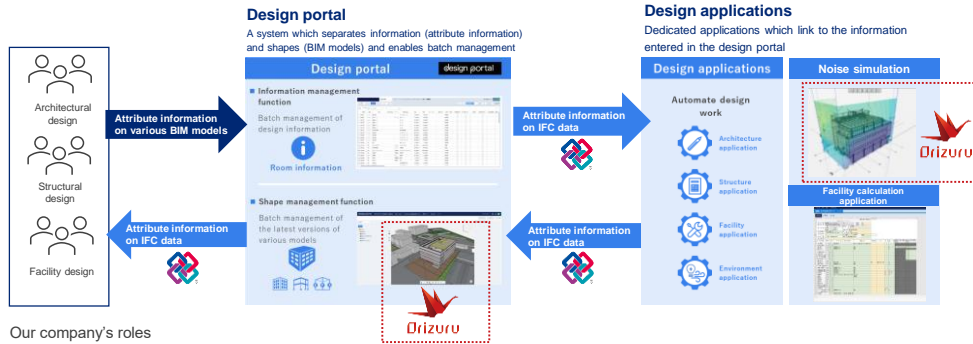 Design portal
A system which separates information (attribute information)
and shapes (BIM models) and enables batch management
Design applications
Dedicated applications which link to the information
entered in the design portal
Architectural
design
Structural
design
Facility design
Attribute information
on various BIM models
Attribute information
on IFC data
Design portal
design portal
Information management
function
Batch management of
design information
Room information
Shape management function
Batch management of
the latest versions of
various models
Orizuru
Attribute information
on IFC data
Attribute information
on IFC data
Design applications
Automate design
work
Architecture
application
Structure
application
Facility
application
Environment
application
Noise simulation
Orizuru
Facility calculation
application
Our company's roles